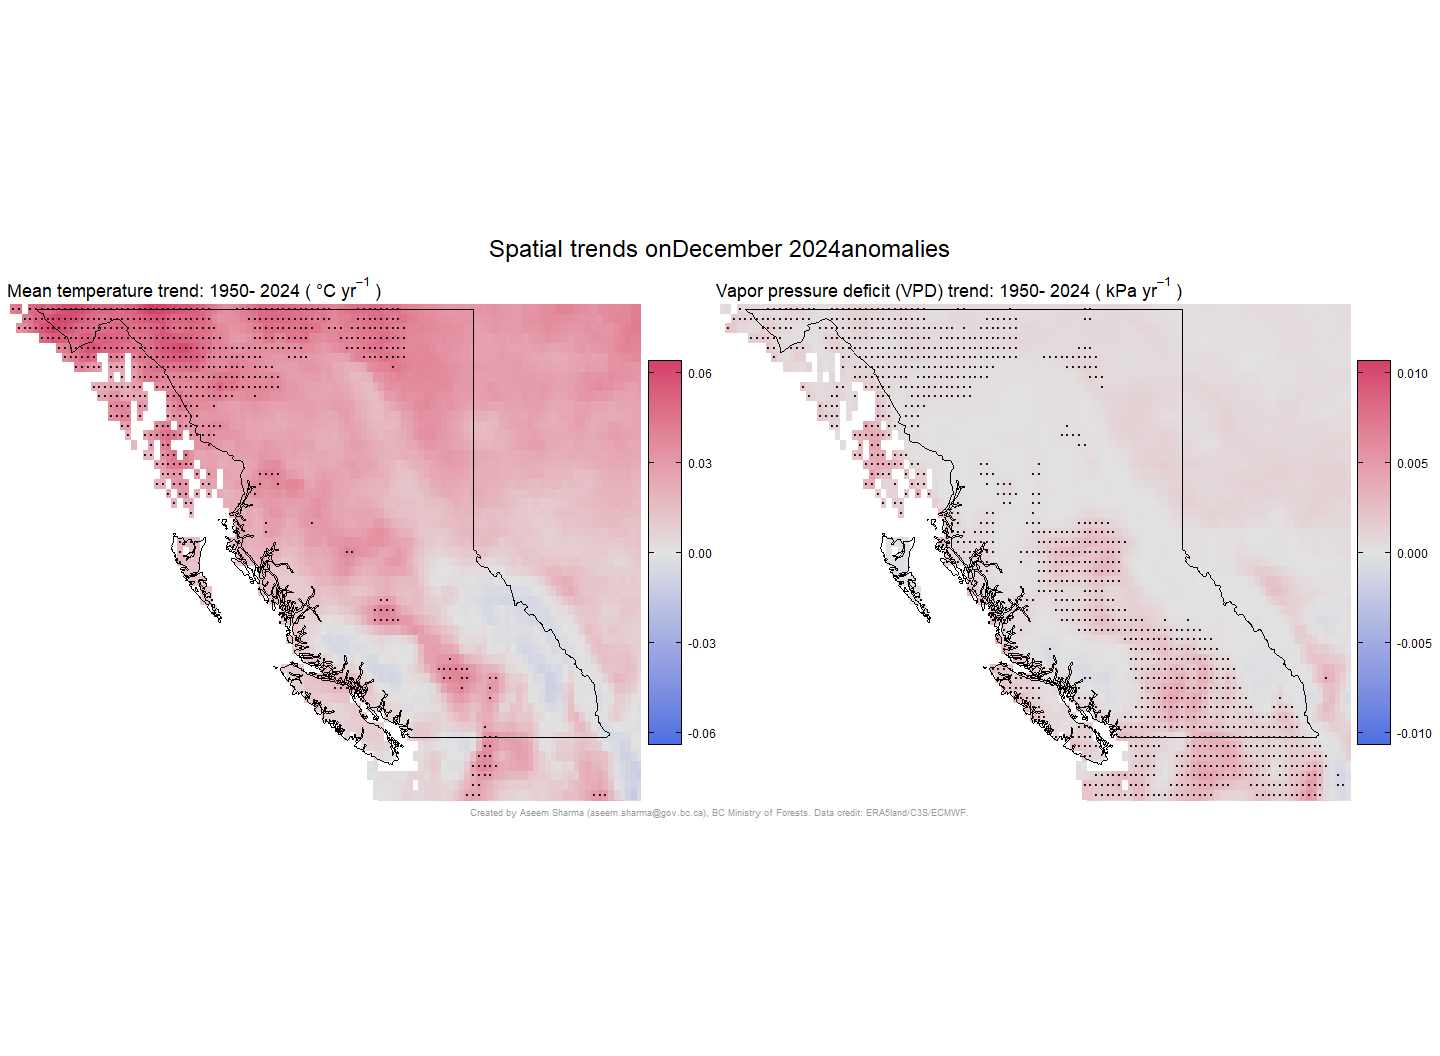 Spatial trends onDecember 2024anomalies
Mean temperature trend: 1950- 2024 ( °C yr⁻¹ )
Vapor pressure deficit (VPD) trend: 1950- 2024 ( kPa yr⁻¹ )
0.06
0.03
0.00
-0.03
-0.06
0.010
0.005
0.000
-0.005
-0.010
Created by Aseem Sharma (aseem.sharma@gov.bc.ca), BC Ministry of Forests. Data credit: ERA5land/C3S/ECMWF.